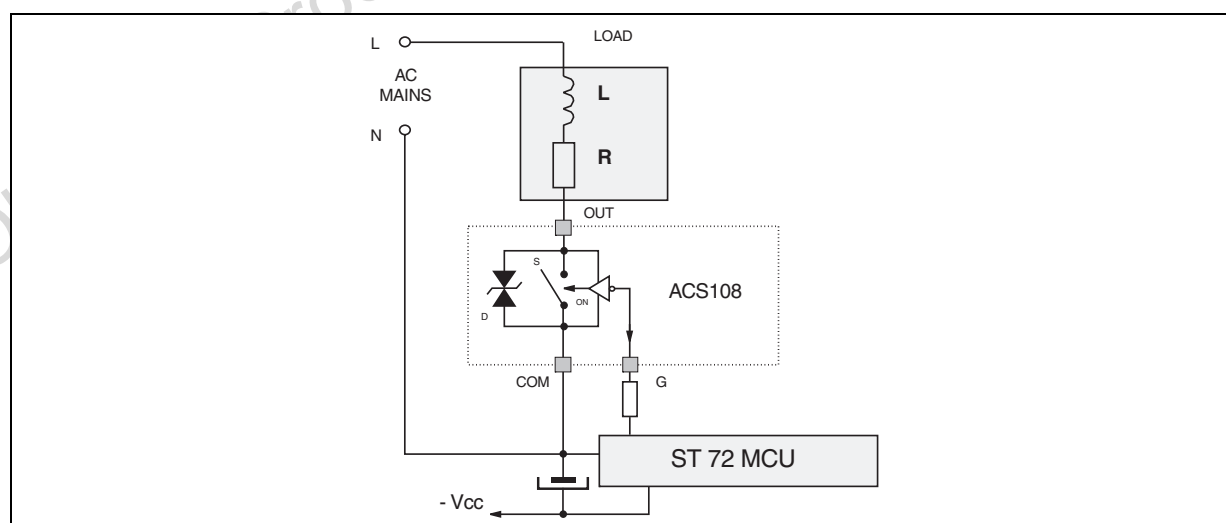 L
LOAD
AC
MAINS
L
N
R
OUT
S
ACS108
ON
D
COM
G
ST 72 MCU
- Vcc